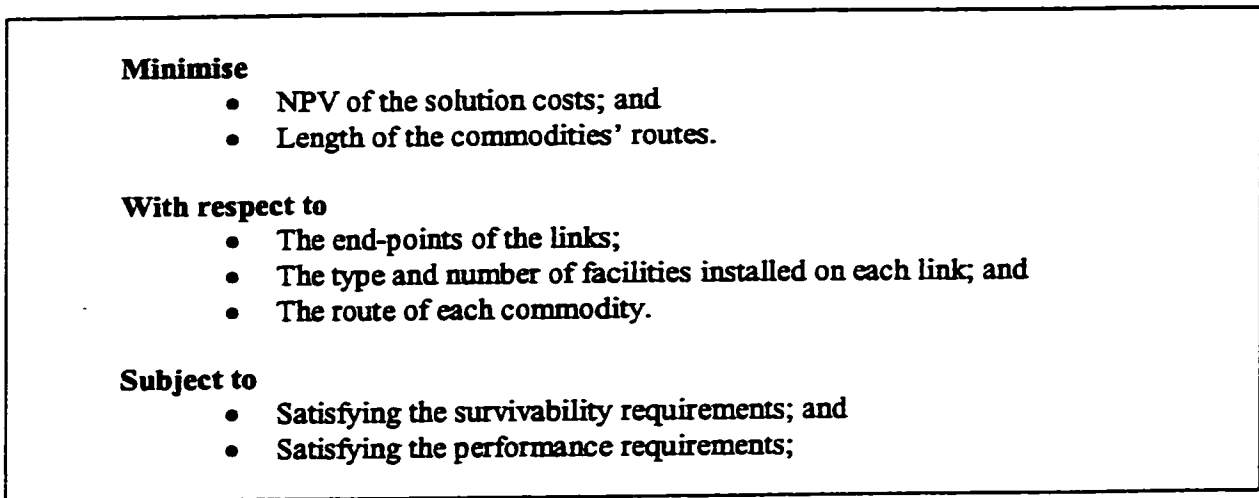 Minimise
• NPV of the solution costs; and
• Length of the commodities' routes.
With respect to
• The end-points of the links;
• The type and number of facilities installed on each link; and
• The route of each commodity.
Subject to
• Satisfying the survivability requirements; and
• Satisfying the performance requirements;